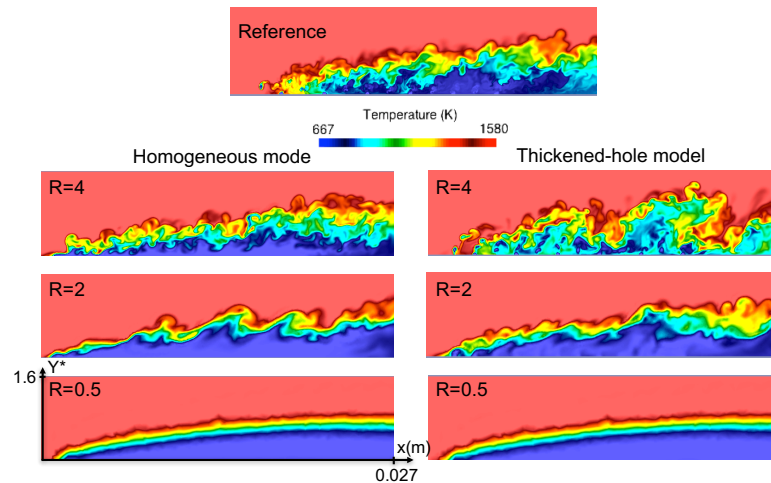 Reference
Temperature (K)
667 1580
Homogeneous mode Thickened-hole model
R=4 R=4
R=2 R=2
1.6 Y*
R=0.5 R=0.5
x(m)
0.027